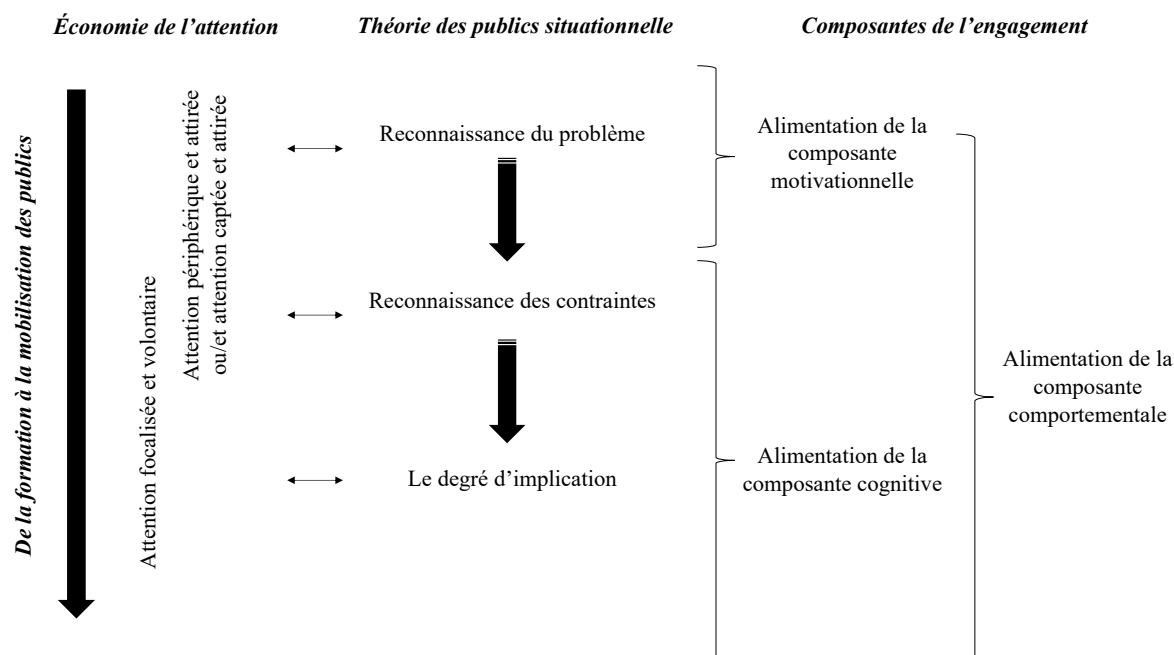 Économie de l’attention
Théorie des publics situationnelle
Composantes de l’engagement
De la formation à la mobilisation des publics
Attention focalisée et volontaire
Attention périphérique et attirée
ou/et attention captée et attirée
Reconnaissance du problème
Reconnaissance des contraintes
Le degré d’implication
Alimentation de la
composante
motivationnelle
Alimentation de la
composante cognitive
Alimentation de la
composante
comportementale